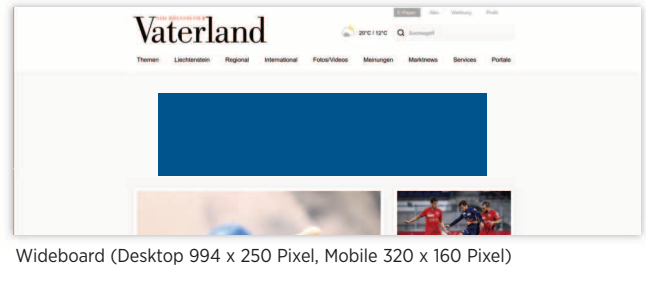 Vaterland
20°C / 12°C
Themen Liechtenstein Regional International Fotos/Videos Meinungen Marktnews Services Portale
Wideboard (Desktop 994 x 250 Pixel, Mobile 320 x 160 Pixel)